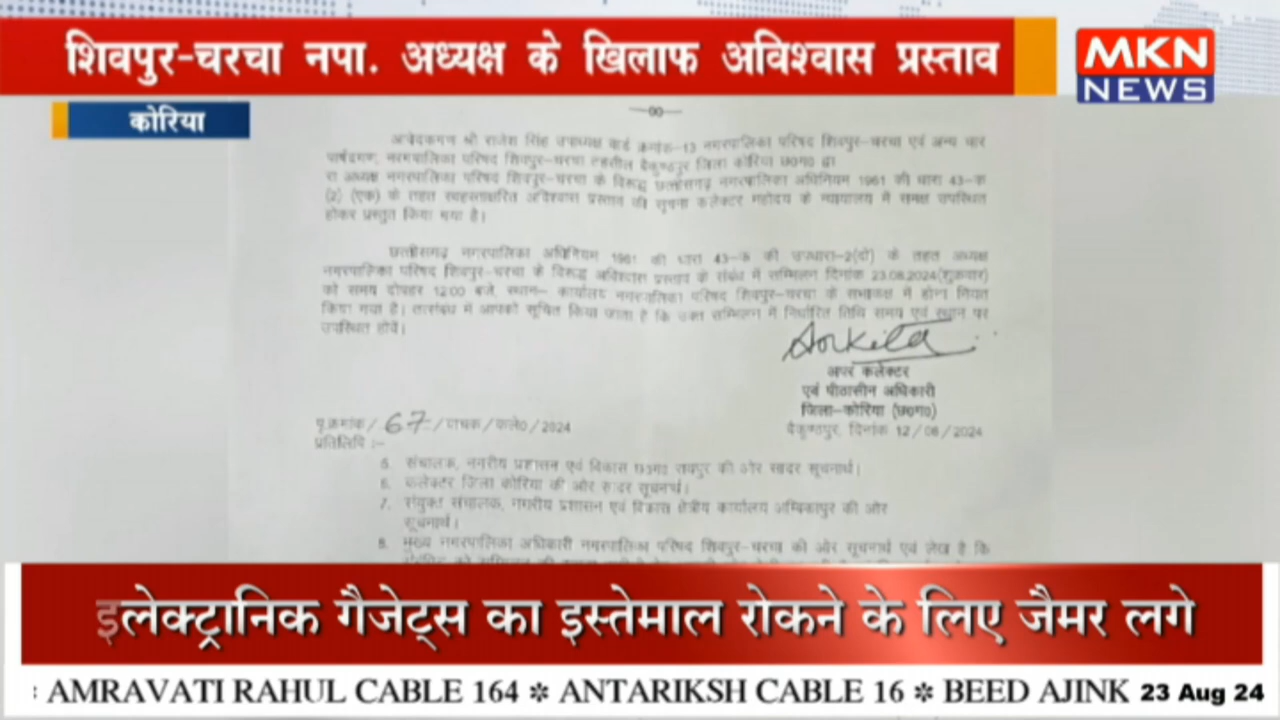 शिवपुर-चरचा नपा. अध्यक्ष के खिलाफ अविश्वास प्रस्ताव
MKN
NEWS
कोरिया
—00—
आवेदकगण श्री राजेश सिंह उपाध्यक्ष वार्ड क्रमांक-13 नगरपालिका परिषद शिवपुर-चरचा एवं अन्य चार
पार्षदगण, नगरपालिका परिषद शिवपुर-चरचा तहसील बैकुण्ठपुर जिला कोरिया छ०ग० द्वा
रा अध्यक्ष नगरपालिका परिषद शिवपुर-चरचा के विरूद्ध छत्तीसगढ़ नगरपालिका अधिनियम 1961 की धारा 43-क
(2) (एक) के तहत स्वहस्ताक्षरित अविश्वास प्रस्ताव की सूचना कलेक्टर महोदय के न्यायालय में समक्ष उपस्थित
होकर प्रस्तुत किया गया है।
छत्तीसगढ़ नगरपालिका अधिनियम 1961 की धारा 43-क की उपधारा-2(दो) के तहत अध्यक्ष
नगरपालिका परिषद शिवपुर-चरचा के विरूद्ध अविश्वास प्रस्ताव के संबंध में सम्मिलन दिनांक 23.08.2024(शुक्रवार)
को समय दोपहर 12:00 बजे, स्थान- कार्यालय नगरपालिका परिषद शिवपुर-चरचा के सभाकक्ष में होना नियत
किया गया है। तत्संबंध में आपको सूचित किया जाता है कि उक्त सम्मिलन में निर्धारित तिथि समय एवं स्थान पर
उपस्थित होवें।
Ankita
अपर कलेक्टर
एवं पीठासीन अधिकारी
जिला-कोरिया (छ०ग०)
पृ.क्रमांक / 67 / वाचक / कले० / 2024
बैकुण्ठपुर, दिनांक 12/08/2024
प्रतिलिपि :-
5. संचालक, नगरीय प्रशासन एवं विकास छ०ग० रायपुर की ओर सादर सूचनार्थ।
6. कलेक्टर जिला कोरिया की ओर सादर सूचनार्थ।
7. संयुक्त संचालक, नगरीय प्रशासन एवं विकास क्षेत्रीय कार्यालय अम्बिकापुर की ओर
सूचनार्थ।
8. मुख्य नगरपालिका अधिकारी नगरपालिका परिषद शिवपुर-चरचा की ओर सूचनार्थ एवं लेख है कि
इलेक्ट्रानिक गैजेट्स का इस्तेमाल रोकने के लिए जैमर लगे
: AMRAVATI RAHUL CABLE 164 ✽ ANTARIKSH CABLE 16 ✽ BEED AJINK 23 Aug 24